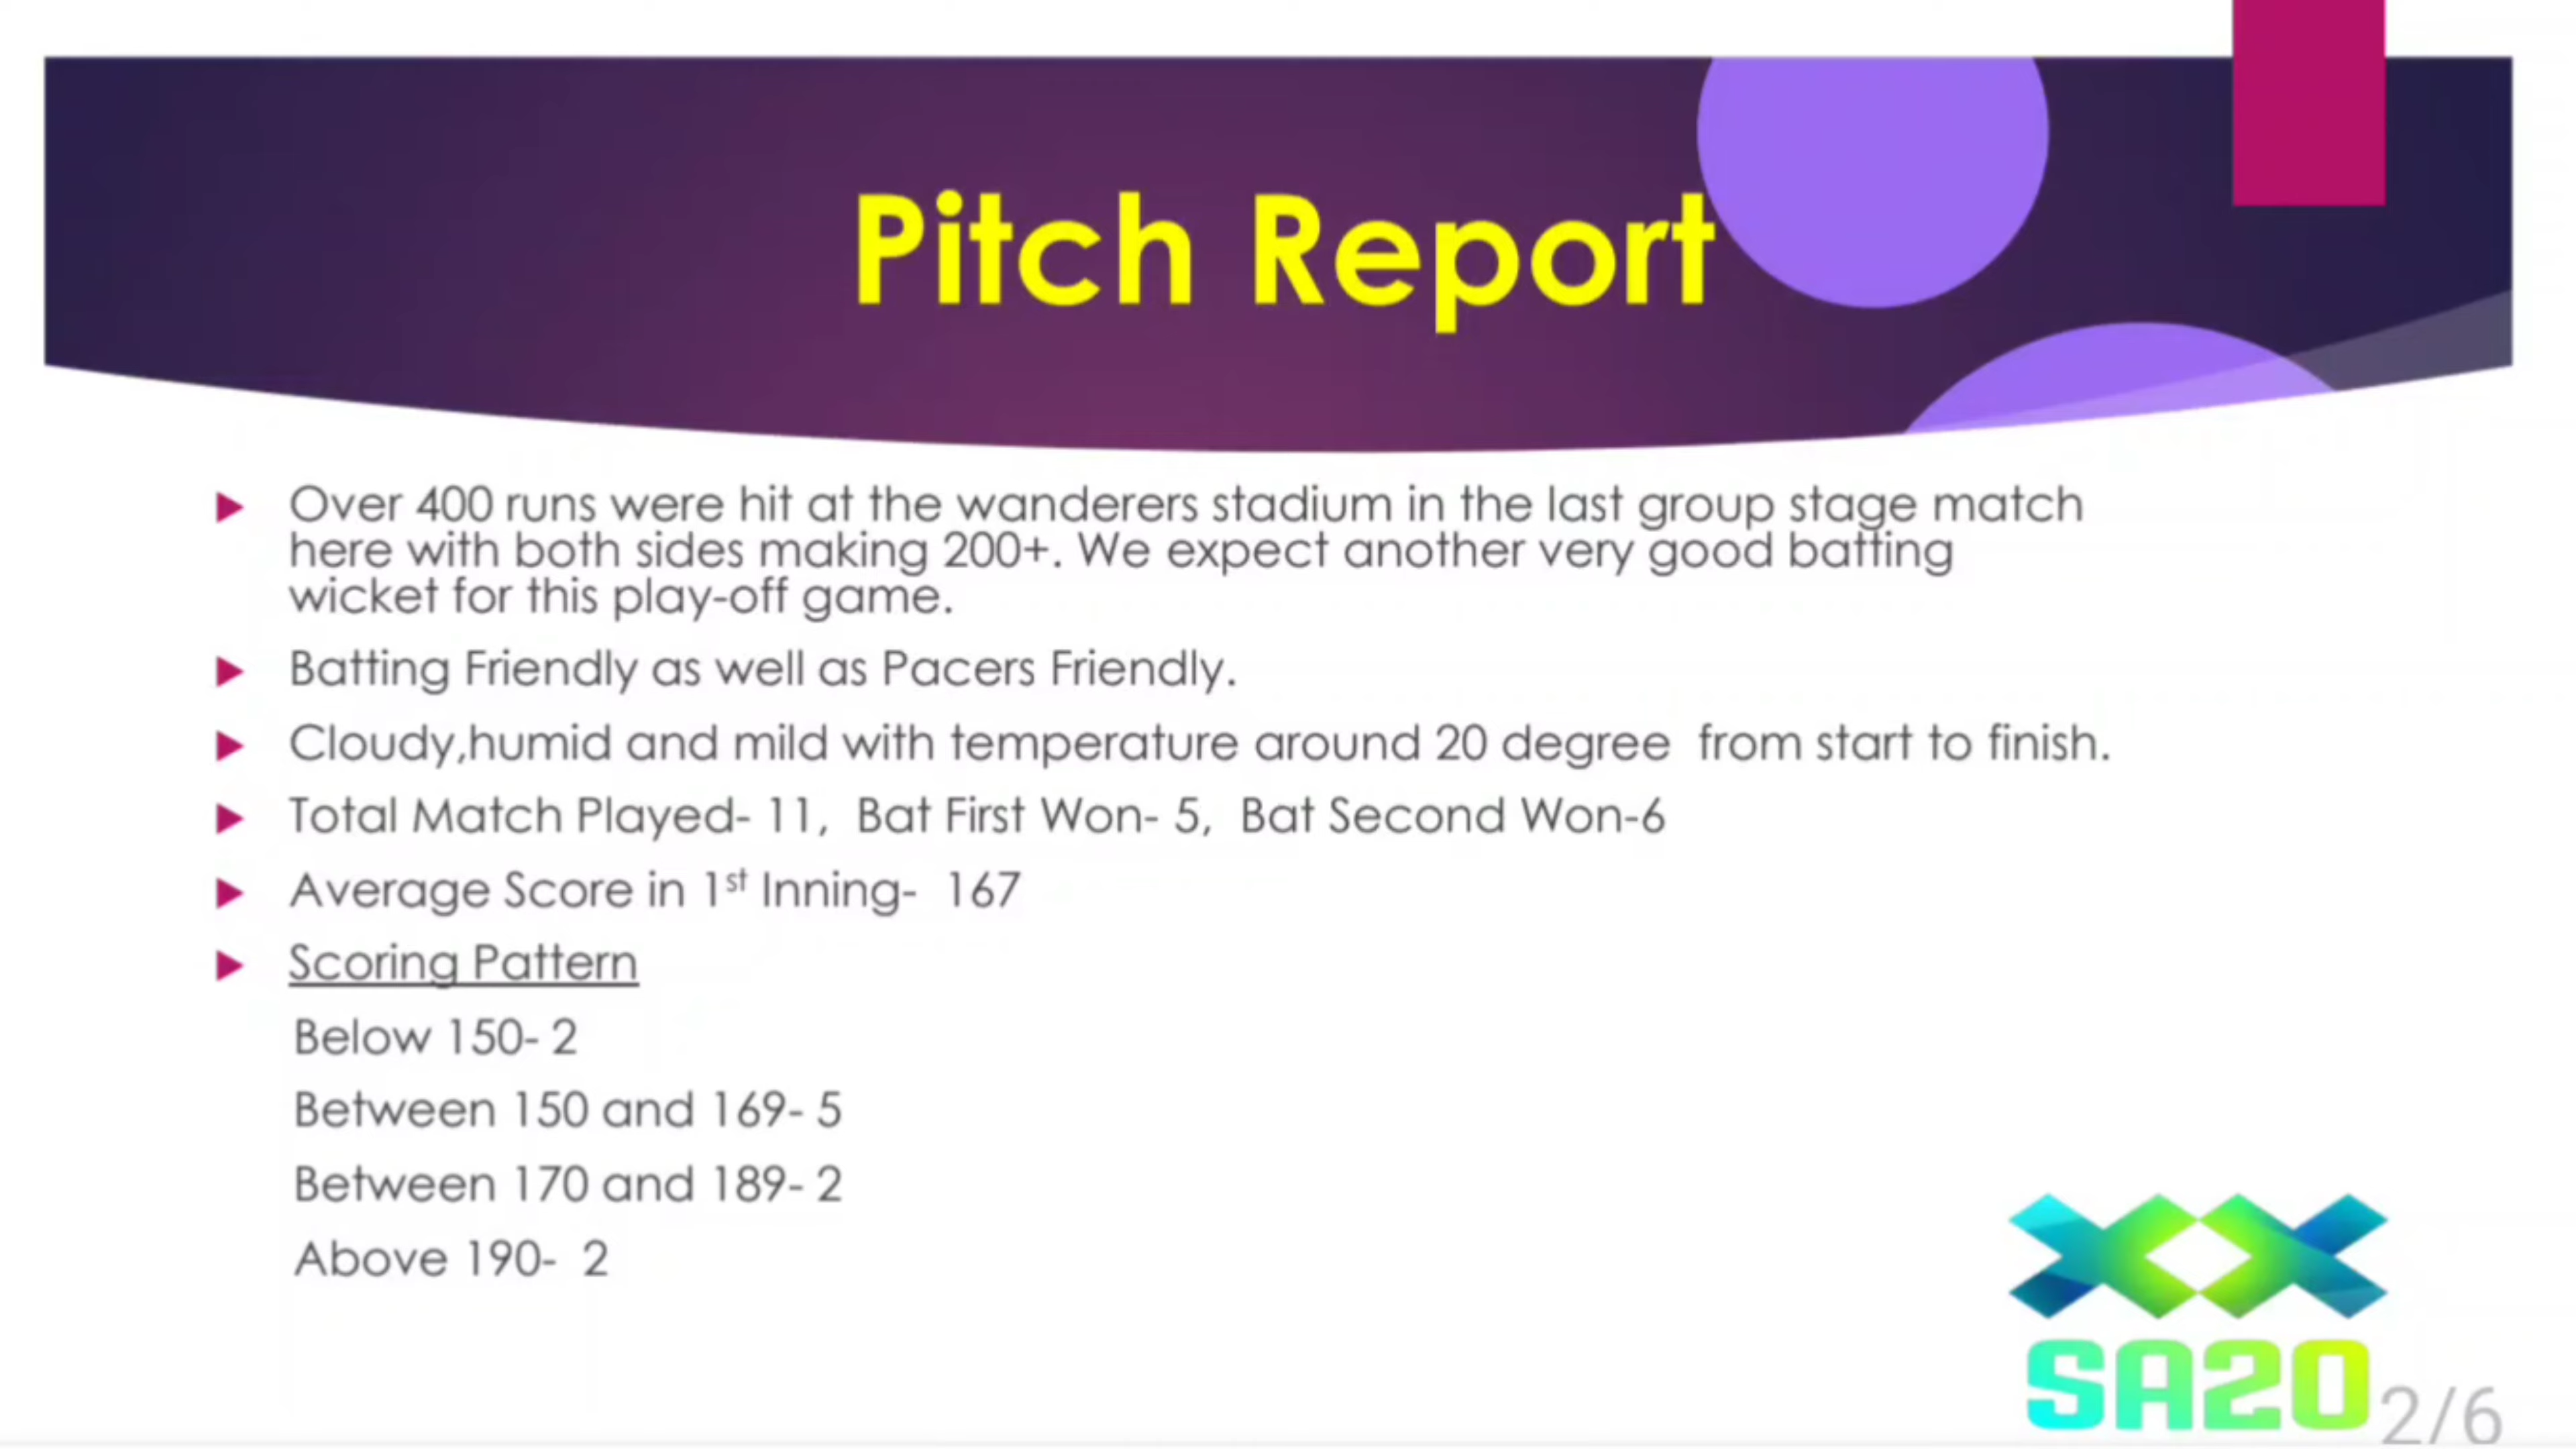 Pitch Report
Over 400 runs were hit at the wanderers stadium in the last group stage match
here with both sides making 200+. We expect another very good batting
wicket for this play-off game.
Batting Friendly as well as Pacers Friendly.
Cloudy,humid and mild with temperature around 20 degree from start to finish.
Total Match Played- 11, Bat First Won- 5, Bat Second Won-6
Average Score in 1st Inning- 167
Scoring Pattern
Below 150- 2
Between 150 and 169- 5
Between 170 and 189- 2
Above 190- 2
SA20
2/6